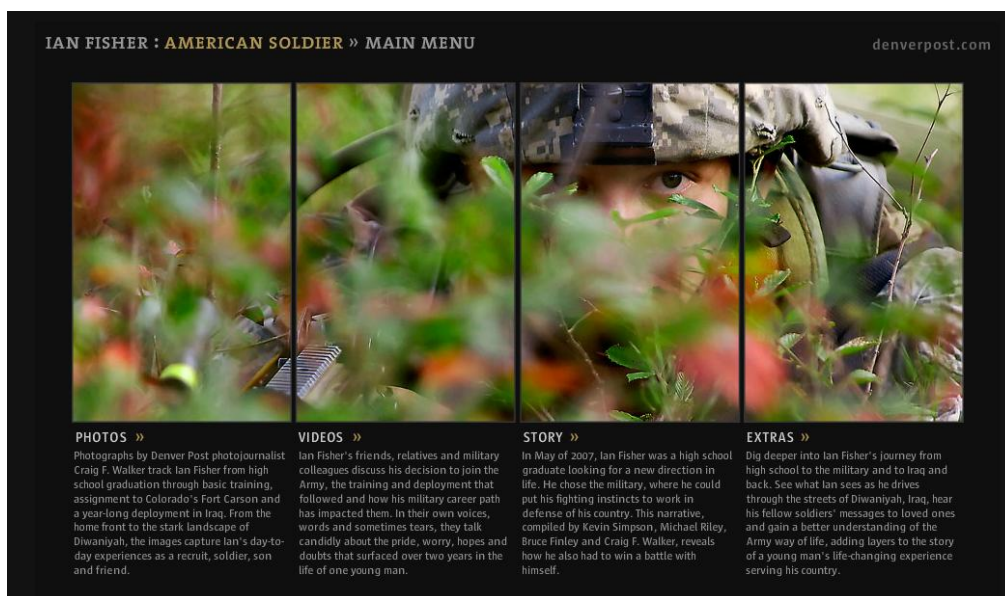 IAN FISHER : AMERICAN SOLDIER » MAIN MENU
denverpost.com
PHOTOS »
Photographs by Denver Post photojournalist
Craig F. Walker track Ian Fisher from high
school graduation through basic training,
assignment to Colorado's Fort Carson and
a year-long deployment in Iraq. From the
home front to the stark landscape of
Diwaniyah, the images capture Ian's day-to-
day experiences as a recruit, soldier, son
and friend.
VIDEOS »
Ian Fisher's friends, relatives and military
colleagues discuss his decision to join the
Army, the training and deployment that
followed and how his military career path
has impacted them. In their own voices,
words and sometimes tears, they talk
candidly about the pride, worry, hopes and
doubts that surfaced over two years in the
life of one young man.
STORY »
In May of 2007, Ian Fisher was a high school
graduate looking for a new direction in
life. He chose the military, where he could
put his fighting instincts to work in
defense of his country. This narrative,
compiled by Kevin Simpson, Michael Riley,
Bruce Finley and Craig F. Walker, reveals
how he also had to win a battle with
himself.
EXTRAS »
Dig deeper into Ian Fisher's journey from
high school to the military and to Iraq and
back. See what Ian sees as he drives
through the streets of Diwaniyah, Iraq, hear
his fellow soldiers' messages to loved ones
and gain a better understanding of the
Army way of life, adding layers to the story
of a young man's life-changing experience
serving his country.